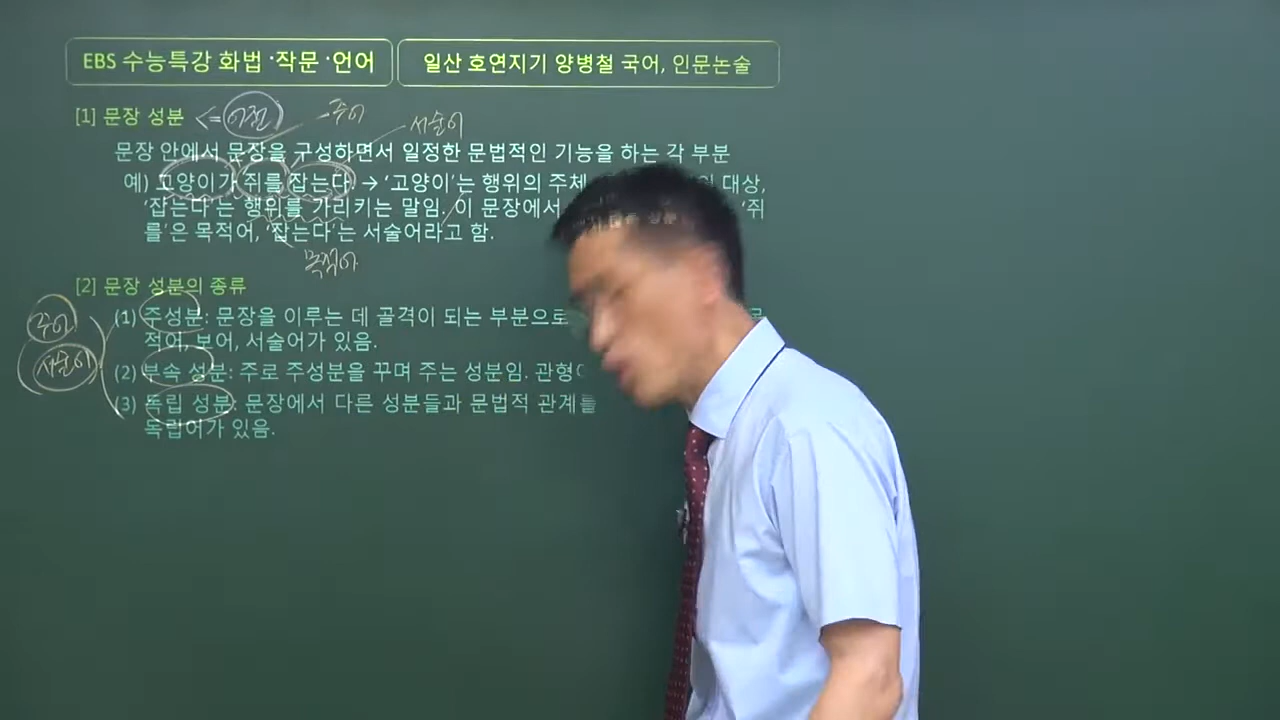 EBS 수능특강 화법 ·작문 ·언어
일산 호연지기 양병철 국어, 인문논술
[1] 문장 성분
주어
서술어
문장 안에서 문장을 구성하면서 일정한 문법적인 기능을 하는 각 부분
예) 고양이가 쥐를 잡는다. → '고양이'는 행위의 주체 대상,
'잡는다'는 행위를 가리키는 말임. 이 문장에서 '쥐
를'은 목적어, '잡는다'는 서술어라고 함.
목적어
[2] 문장 성분의 종류
주어
서술어
(1) 주성분: 문장을 이루는 데 골격이 되는 부분으로
적어, 보어, 서술어가 있음.
(2) 부속 성분: 주로 주성분을 꾸며 주는 성분임.
(3) 독립 성분: 문장에서 다른 성분들과 문법적 관계를
독립어가 있음.